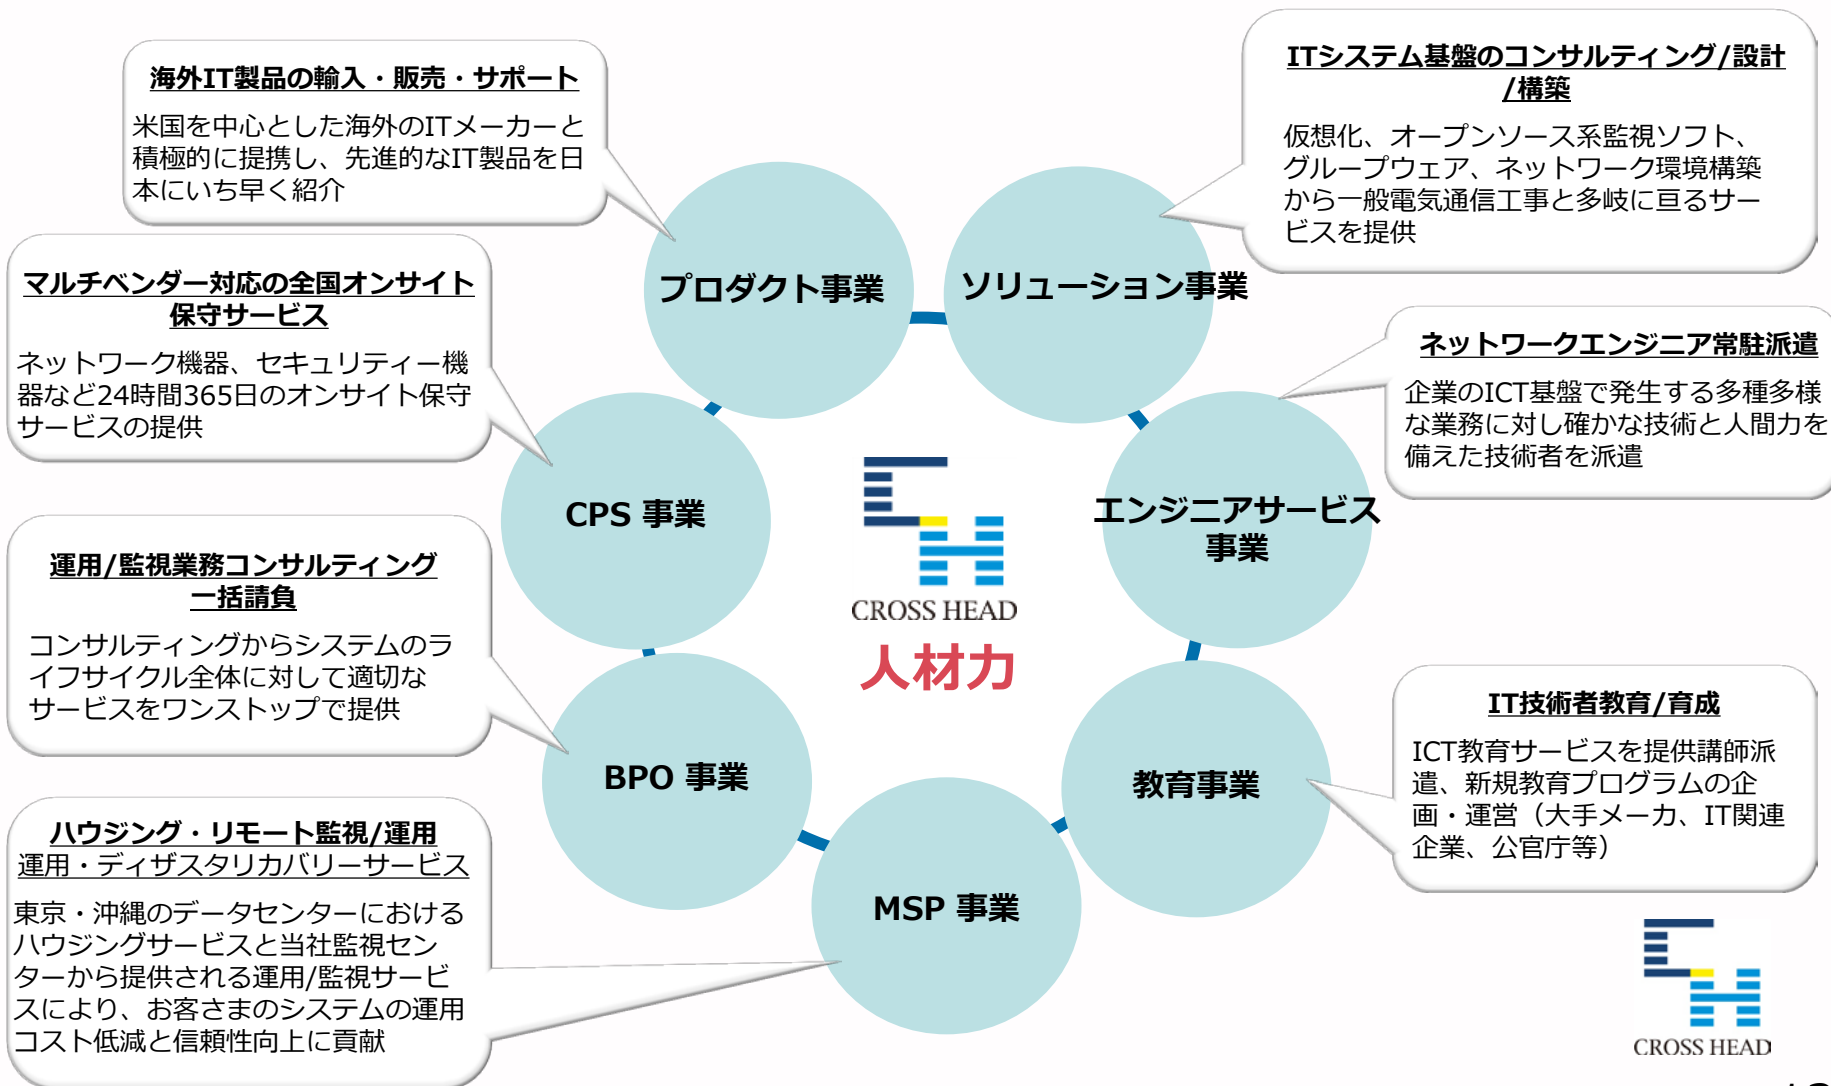 海外IT製品の輸入・販売・サポート
米国を中心とした海外のITメーカーと
積極的に提携し、先進的なIT製品を日
本にいち早く紹介
ITシステム基盤のコンサルティング/設計
/構築
仮想化、オープンソース系監視ソフト、
グループウェア、ネットワーク環境構築
から一般電気通信工事と多岐に亘るサー
ビスを提供
マルチベンダー対応の全国オンサイト
保守サービス
ネットワーク機器、セキュリティー機
器など24時間365日のオンサイト保守
サービスの提供
プロダクト事業
ソリューション事業
ネットワークエンジニア常駐派遣
企業のICT基盤で発生する多種多様
な業務に対し確かな技術と人間力を
備えた技術者を派遣
CPS 事業
エンジニアサービス
事業
CROSS HEAD
人材力
運用/監視業務コンサルティング
一括請負
コンサルティングからシステムのラ
イフサイクル全体に対して適切な
サービスをワンストップで提供
BPO 事業
教育事業
IT技術者教育/育成
ICT教育サービスを提供講師派
遣、新規教育プログラムの企
画・運営（大手メーカ、IT関連
企業、公官庁等）
MSP 事業
ハウジング・リモート監視/運用
運用・ディザスタリカバリーサービス
東京・沖縄のデータセンターにおける
ハウジングサービスと当社監視セン
ターから提供される運用/監視サービ
スにより、お客さまのシステムの運用
コスト低減と信頼性向上に貢献
CROSS HEAD